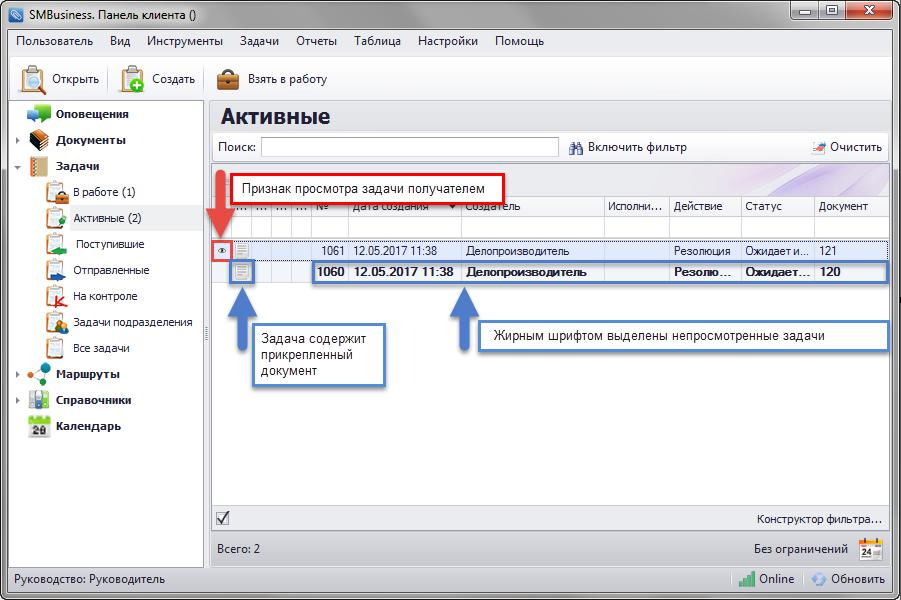 SMBusiness. Панель клиента ()
Пользователь Вид Инструменты Задачи Отчеты Таблица Настройки Помощь
Открыть Создать Взять в работу
Оповещения
Документы
Задачи
В работе (1)
Активные (2)
Поступившие
Отправленные
На контроле
Задачи подразделения
Все задачи
Маршруты
Справочники
Календарь
Активные
Поиск: Включить фильтр Очистить
Признак просмотра задачи получателем
... ... ... ... № Дата создания Создатель Исполни... Действие Статус Документ
1061 12.05.2017 11:38 Делопроизводитель Резолюция Ожидает и... 121
1060 12.05.2017 11:38 Делопроизводитель Резолю... Ожидает... 120
Задача содержит
прикрепленный
документ
Жирным шрифтом выделены непросмотренные задачи
Конструктор фильтра...
Всего: 2 Без ограничений 24
Руководство: Руководитель Online Обновить